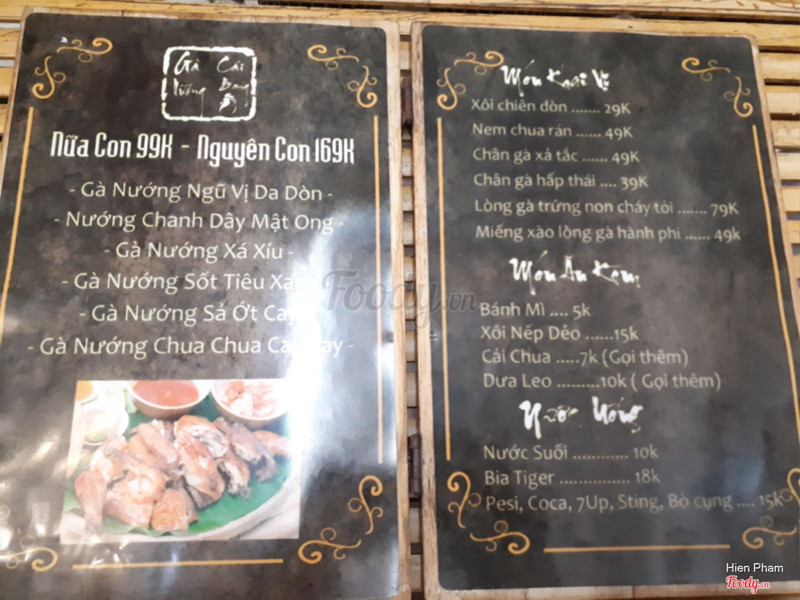 Gà Cái
Nướng Bang
Nữa Con 99K - Nguyên Con 169K
- Gà Nướng Ngũ Vị Da Dòn -
- Nướng Chanh Dây Mật Ong -
- Gà Nướng Xá Xíu -
- Gà Nướng Sốt Tiêu
- Gà Nướng Sả Ớt Cay
- Gà Nướng Chua Chua Cay Cay -
Món Khai Vị
Xôi chiên dòn ...... 29K
Nem chua rán ...... 49K
Chân gà xả tắc ...... 49K
Chân gà hấp thái .... 39K
Lòng gà trứng non cháy tỏi ....... 79K
Miếng xào lòng gà hành phi ...... 49k
Món Ăn Kèm
Bánh Mì .... 5k
Xôi Nếp Dẻo .......15k
Cải Chua .....7k (Gọi thêm)
Dưa Leo ..........10k ( Gọi thêm)
Nước Uống
Nước Suối ............ 10k
Bia Tiger ............... 18k
Pesi, Coca, 7Up, Sting, Bò cụng .... 15k
Foody.vn
Hien Pham
Foody.vn